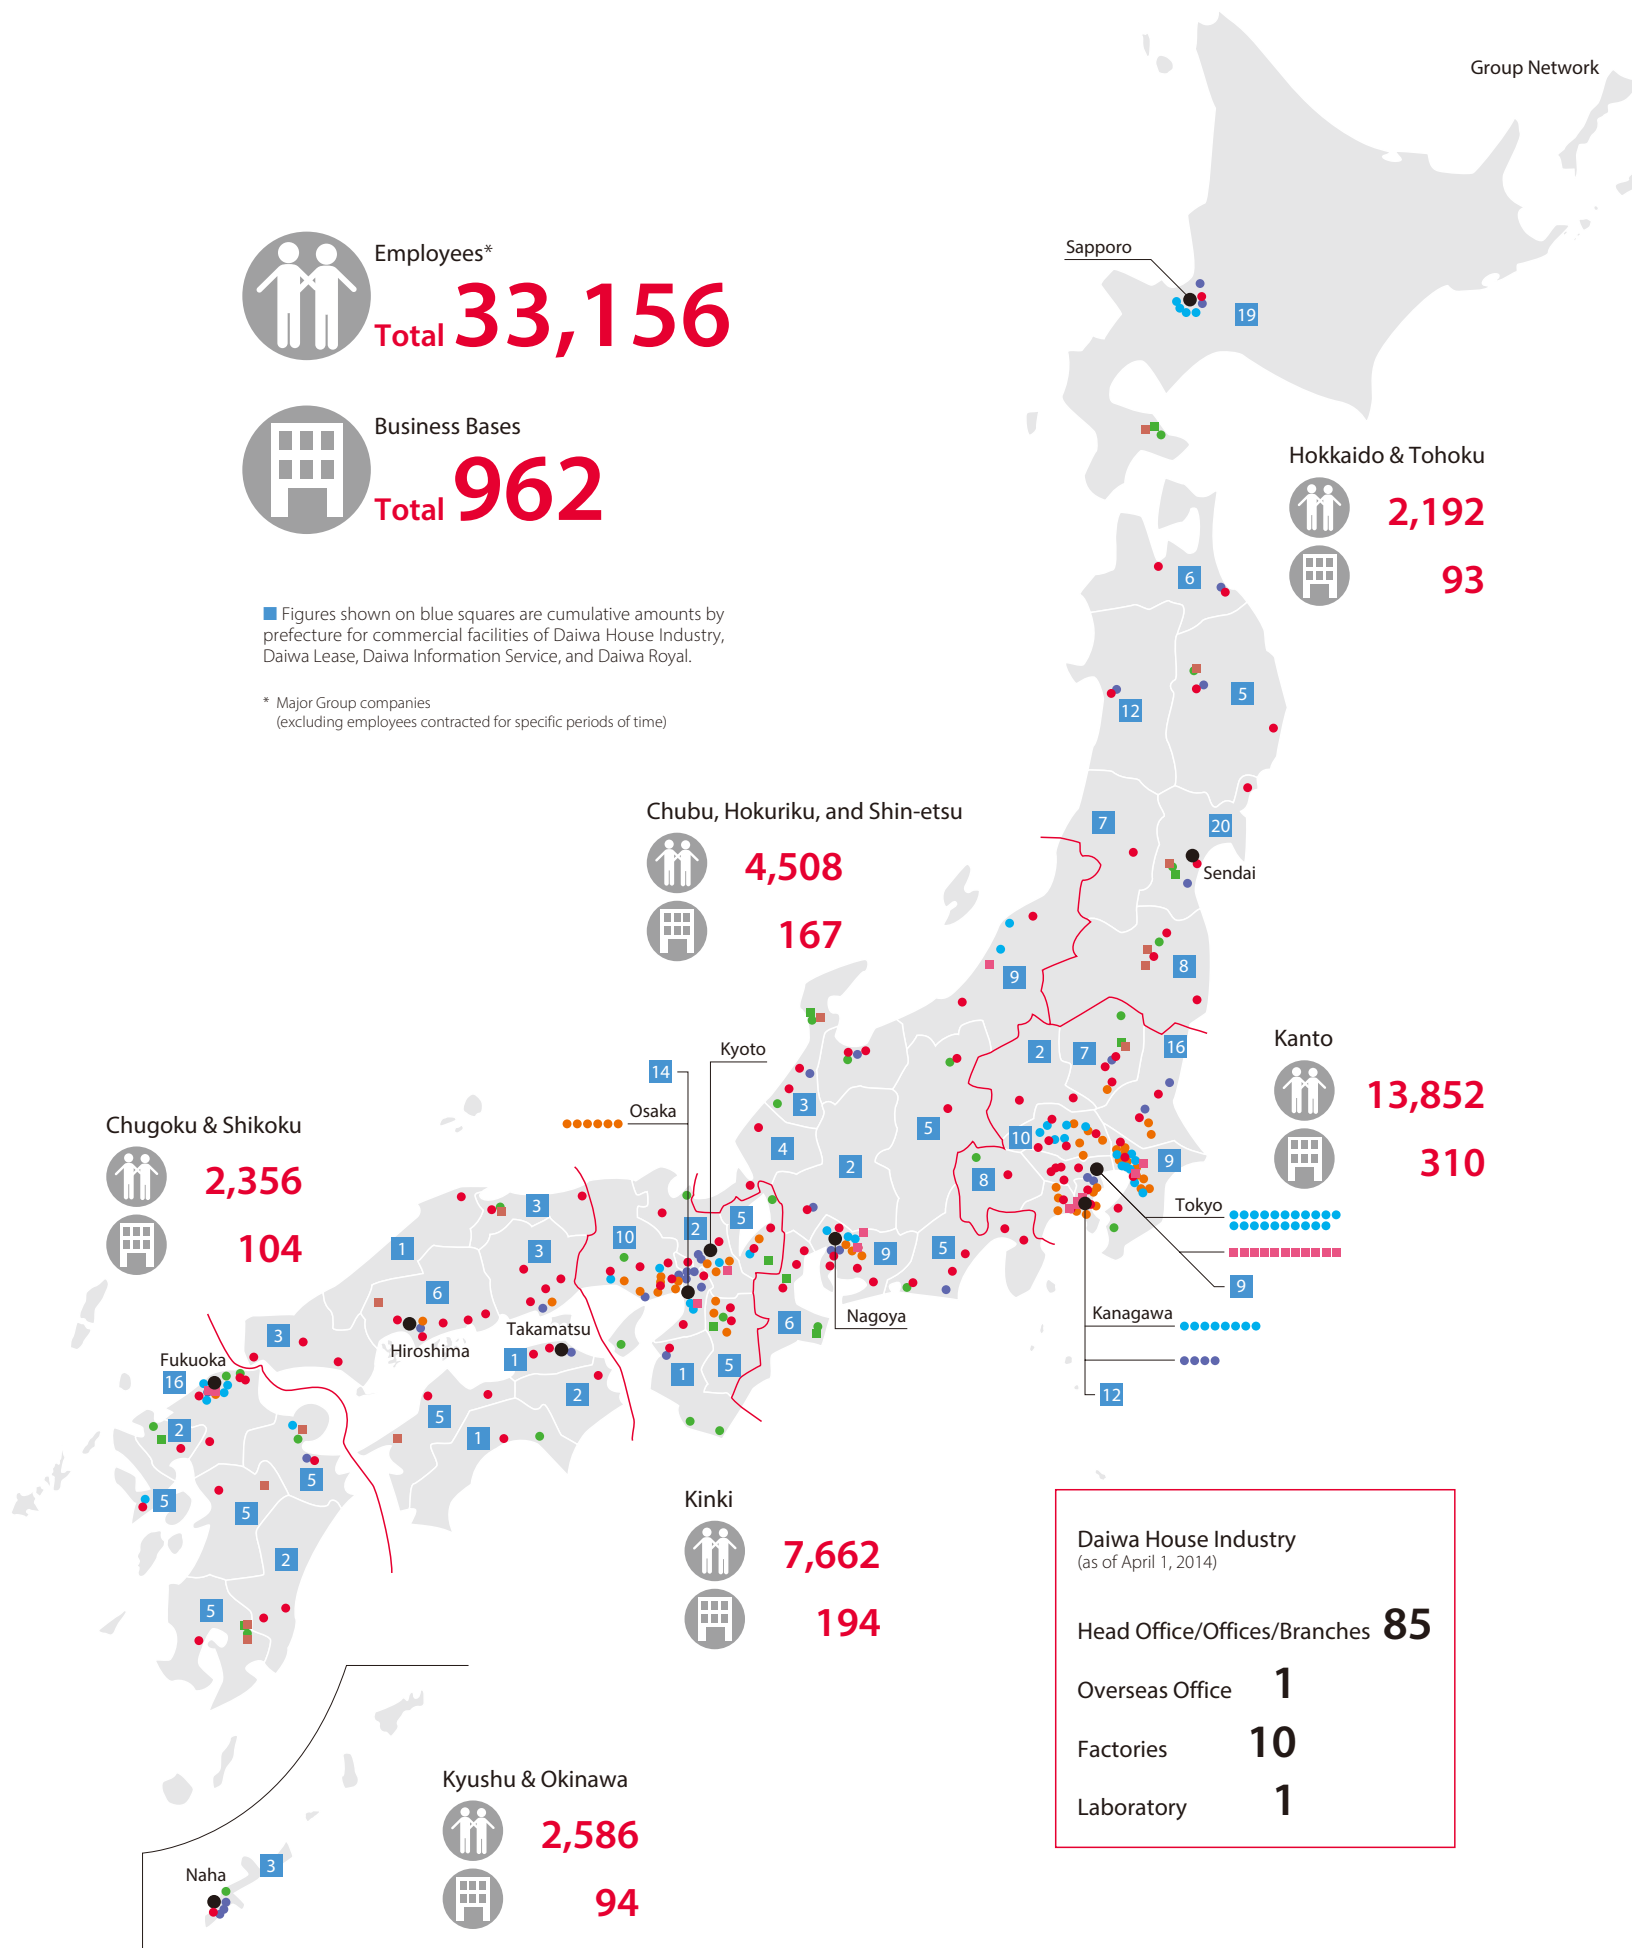 Group Network
Employees*
Total 33,156
Business Bases
Total 962
Figures shown on blue squares are cumulative amounts by
prefecture for commercial facilities of Daiwa House Industry,
Daiwa Lease, Daiwa Information Service, and Daiwa Royal.
* Major Group companies
(excluding employees contracted for specific periods of time)
Sapporo
19
Hokkaido & Tohoku
2,192
93
6
5
12
7
20
Sendai
8
Chubu, Hokuriku, and Shin-etsu
4,508
167
9
3
4
5
2
9
5
6
Nagoya
Kanto
13,852
310
2
7
16
10
9
8
Tokyo
9
Kanagawa
12
Kyoto
14
Osaka
10
2
5
1
5
Kinki
7,662
194
Chugoku & Shikoku
2,356
104
3
3
1
6
3
Hiroshima
Takamatsu
1
2
5
1
Fukuoka
16
2
5
5
5
2
5
Kyushu & Okinawa
2,586
94
Naha
3
Daiwa House Industry
(as of April 1, 2014)
Head Office/Offices/Branches 85
Overseas Office 1
Factories 10
Laboratory 1